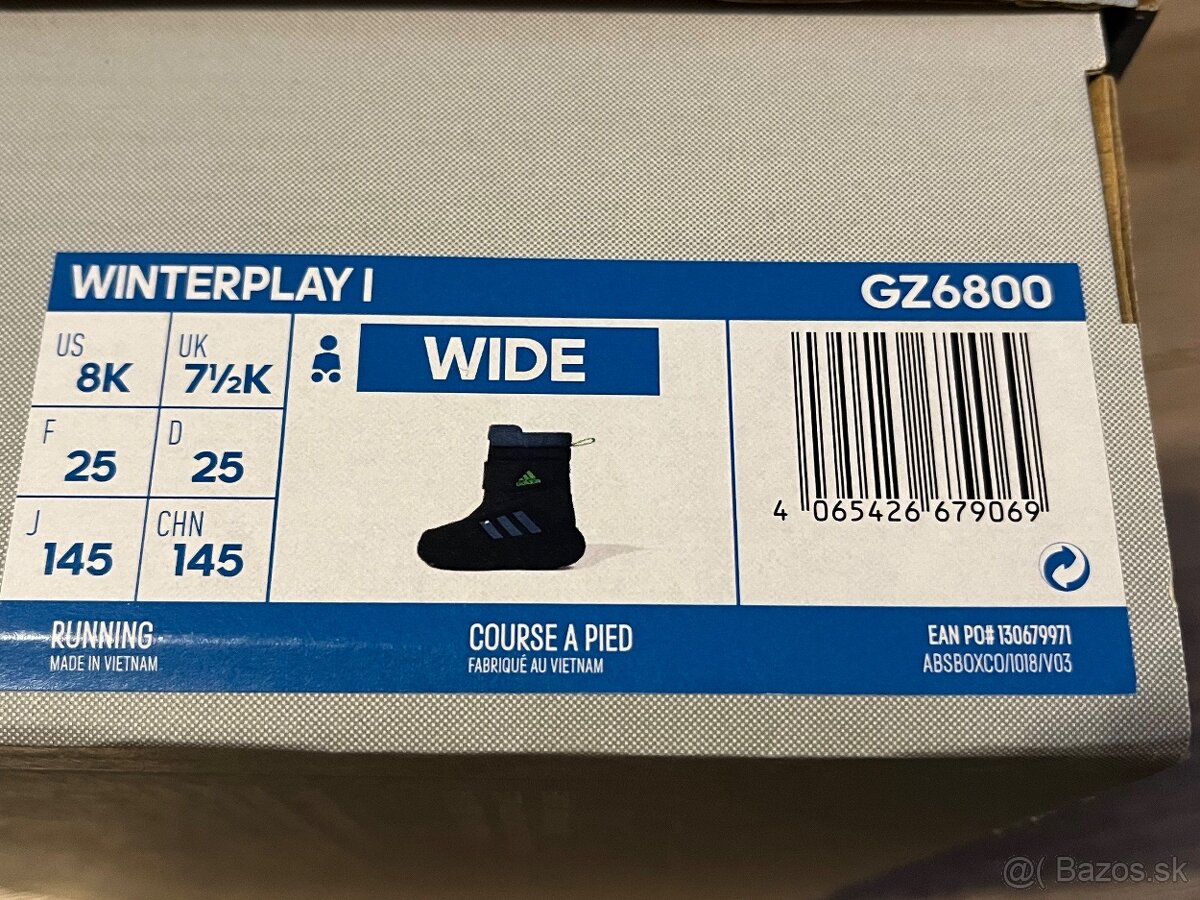 WINTERPLAY I GZ6800
US 8K UK 7½K
F 25 D 25
J 145 CHN 145
WIDE
adidas
4 065426 679069
RUNNING COURSE A PIED EAN PO# 130679971
MADE IN VIETNAM FABRIQUÉ AU VIETNAM ABSBOXCO/1018/V03
@( Bazos.sk